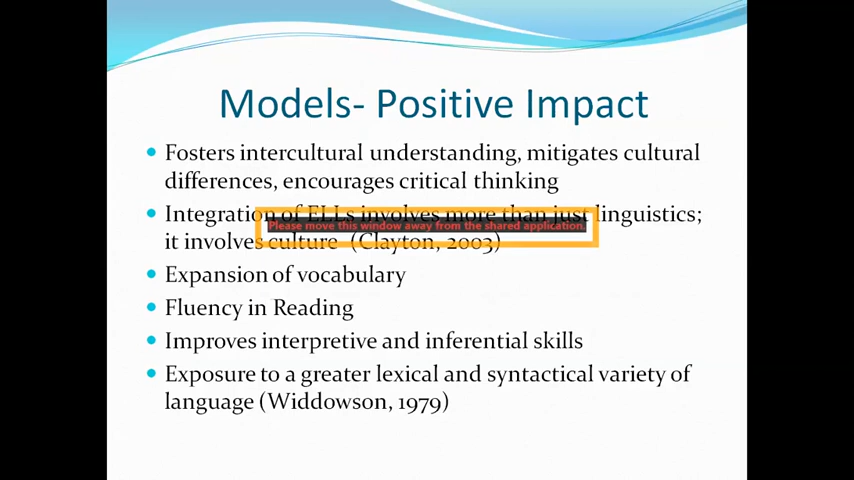 Models- Positive Impact
Fosters intercultural understanding, mitigates cultural
differences, encourages critical thinking
Integration of ELLs involves more than just linguistics;
Please move this window away from the shared application.
it involves culture (Clayton, 2003)
Expansion of vocabulary
Fluency in Reading
Improves interpretive and inferential skills
Exposure to a greater lexical and syntactical variety of
language (Widdowson, 1979)